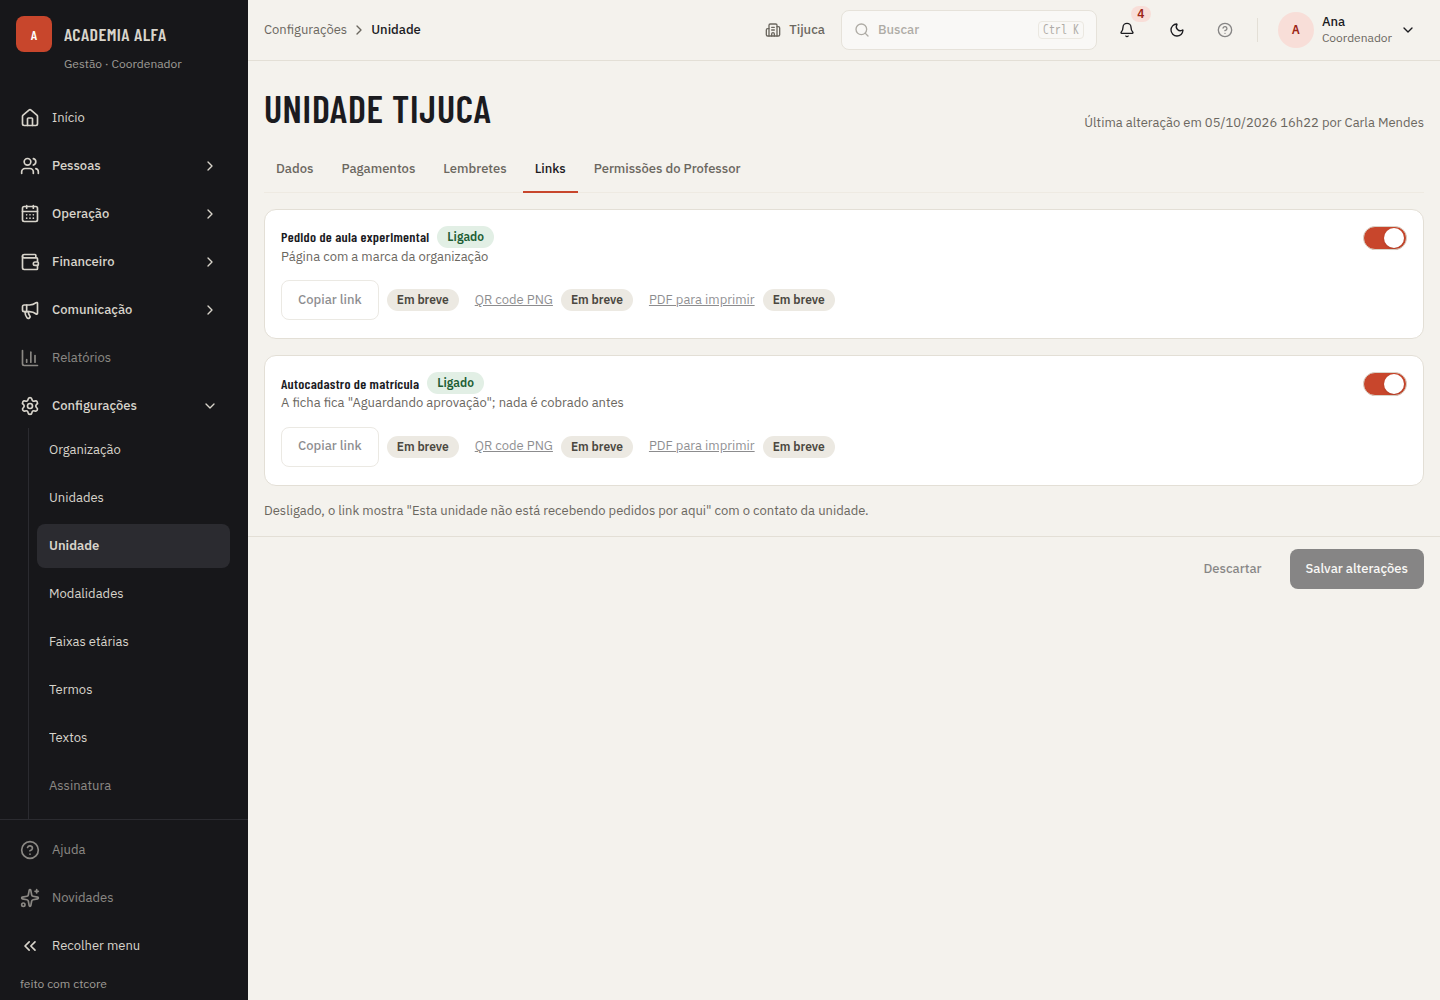 A
ACADEMIA ALFA
Gestão · Coordenador
Início
Pessoas
Operação
Financeiro
Comunicação
Relatórios
Configurações
Organização
Unidades
Unidade
Modalidades
Faixas etárias
Termos
Textos
Assinatura
Ajuda
Novidades
Recolher menu
feito com ctcore
Configurações > Unidade
Tijuca
Buscar
Ctrl K
4
A
Ana
Coordenador
UNIDADE TIJUCA
Última alteração em 05/10/2026 16h22 por Carla Mendes
Dados Pagamentos Lembretes Links Permissões do Professor
Pedido de aula experimental Ligado
Página com a marca da organização
Copiar link Em breve QR code PNG Em breve PDF para imprimir Em breve
Autocadastro de matrícula Ligado
A ficha fica "Aguardando aprovação"; nada é cobrado antes
Copiar link Em breve QR code PNG Em breve PDF para imprimir Em breve
Desligado, o link mostra "Esta unidade não está recebendo pedidos por aqui" com o contato da unidade.
Descartar Salvar alterações